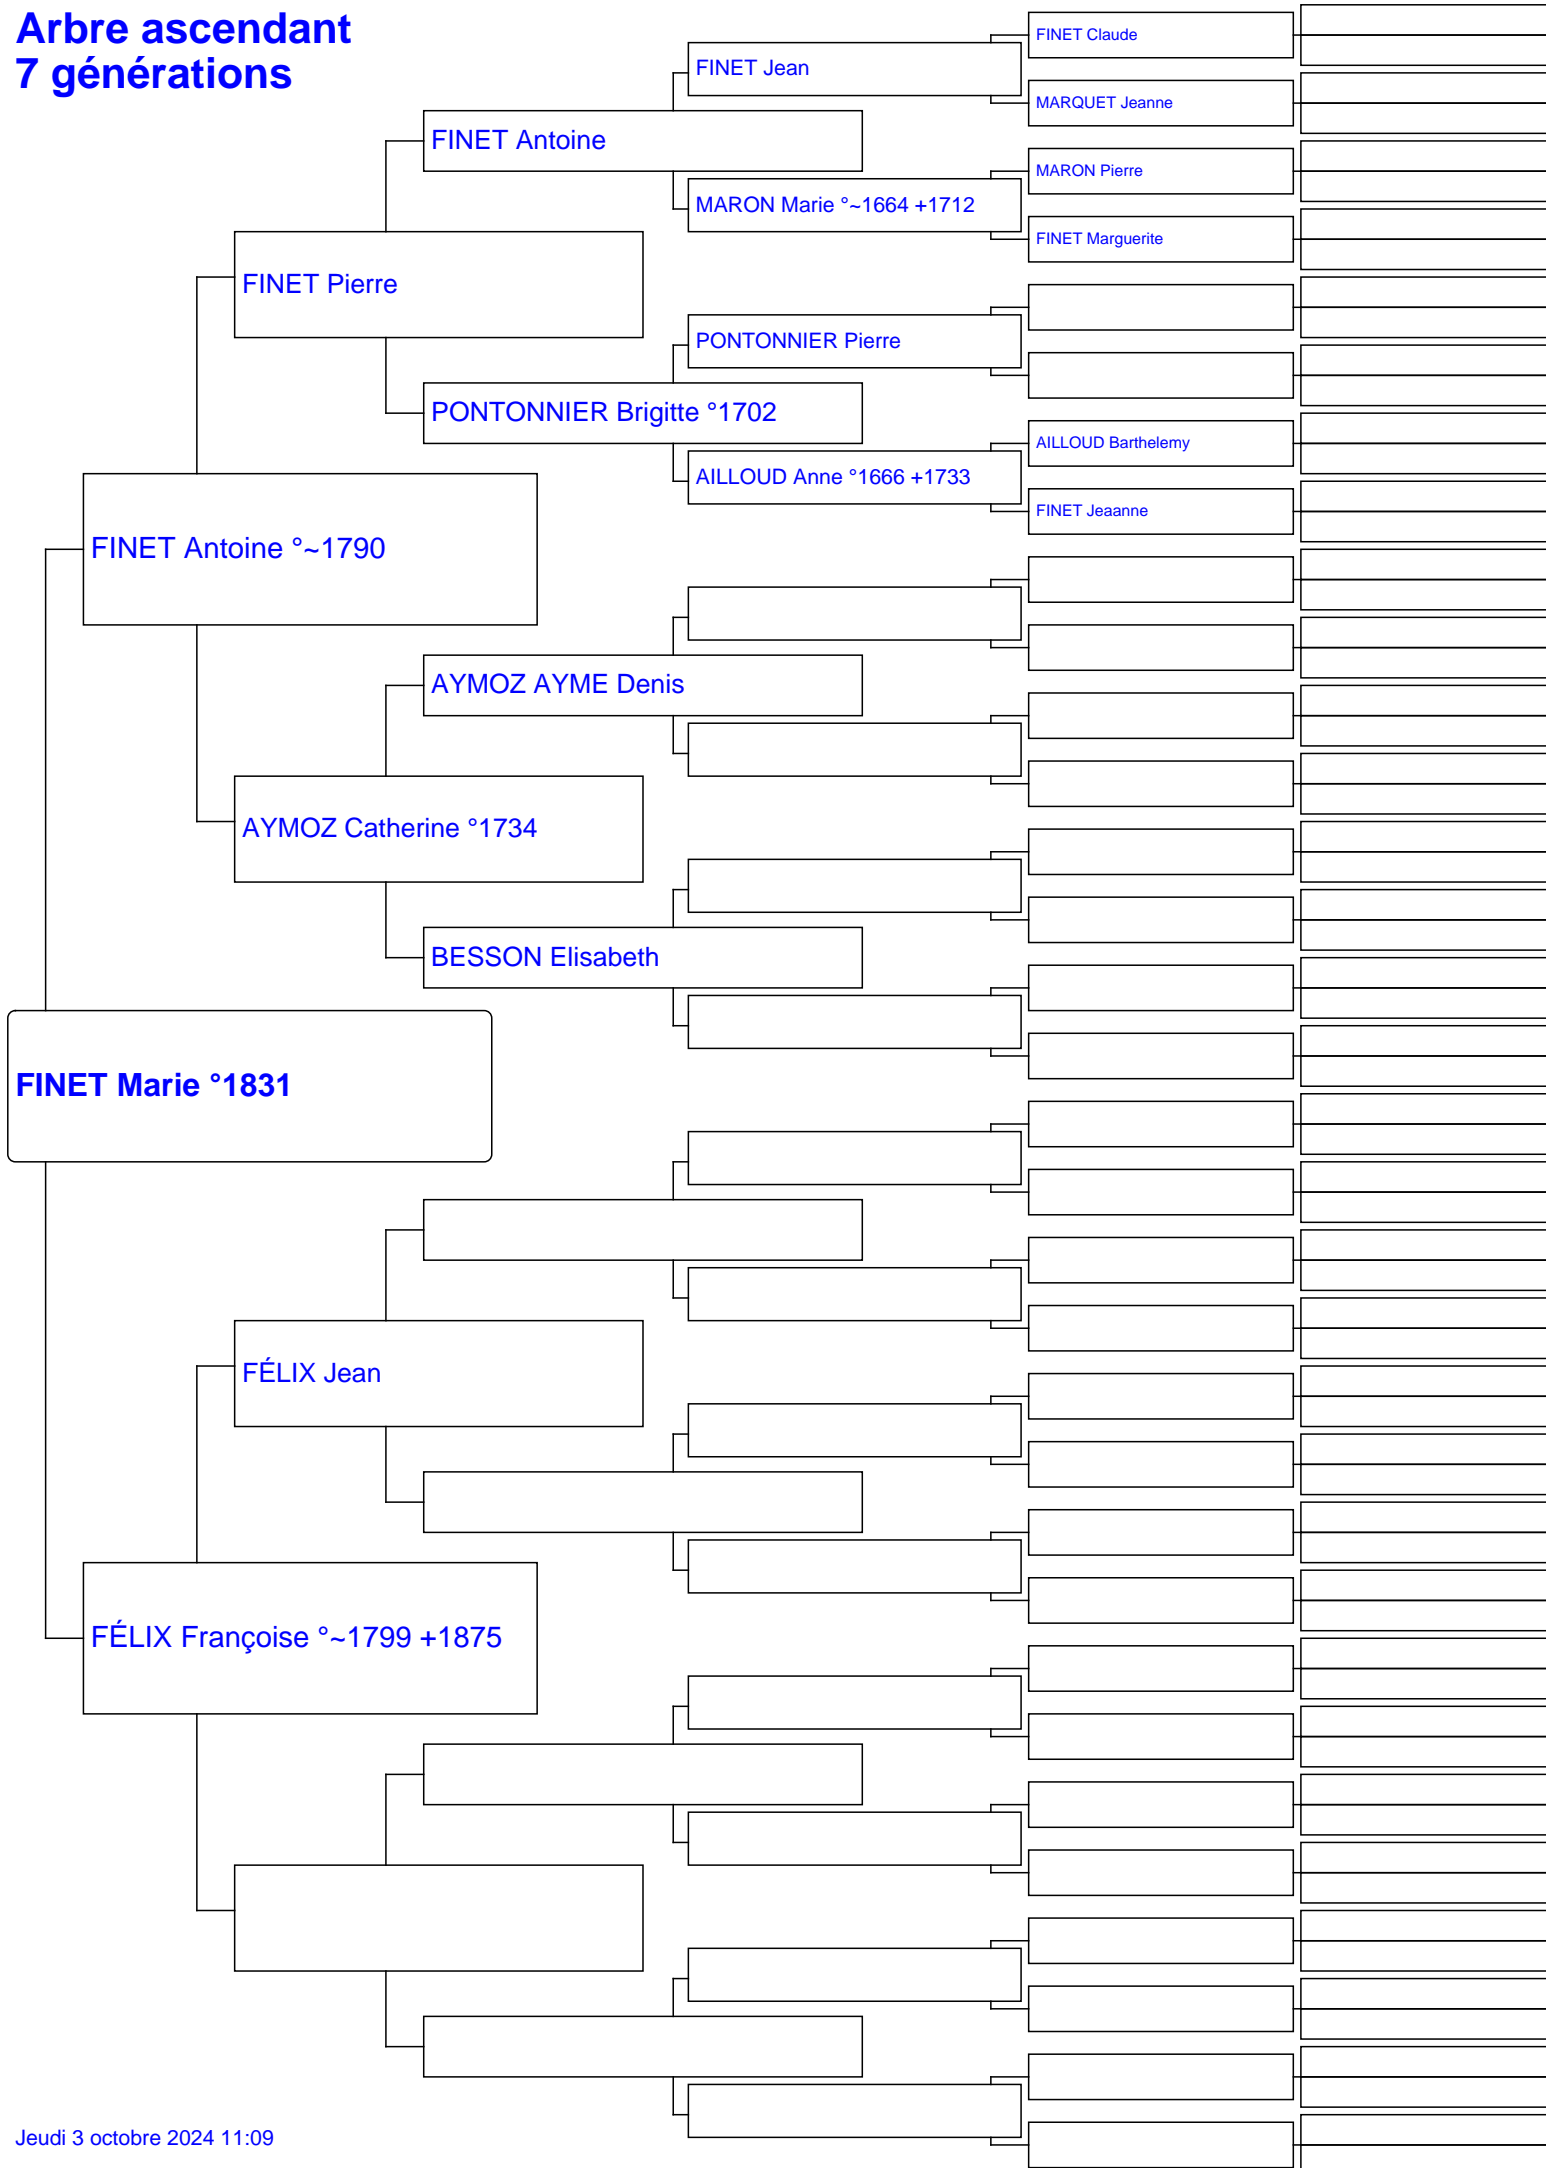 Arbre ascendant
7 générations
FINET Claude
FINET Jean
MARQUET Jeanne
FINET Antoine
MARON Pierre
MARON Marie °~1664 +1712
FINET Marguerite
FINET Pierre
PONTONNIER Pierre
PONTONNIER Brigitte °1702
AILLOUD Barthelemy
AILLOUD Anne °1666 +1733
FINET Jeaanne
FINET Antoine °~1790
AYMOZ AYME Denis
AYMOZ Catherine °1734
BESSON Elisabeth
FINET Marie °1831
FÉLIX Jean
FÉLIX Françoise °~1799 +1875
Jeudi 3 octobre 2024 11:09